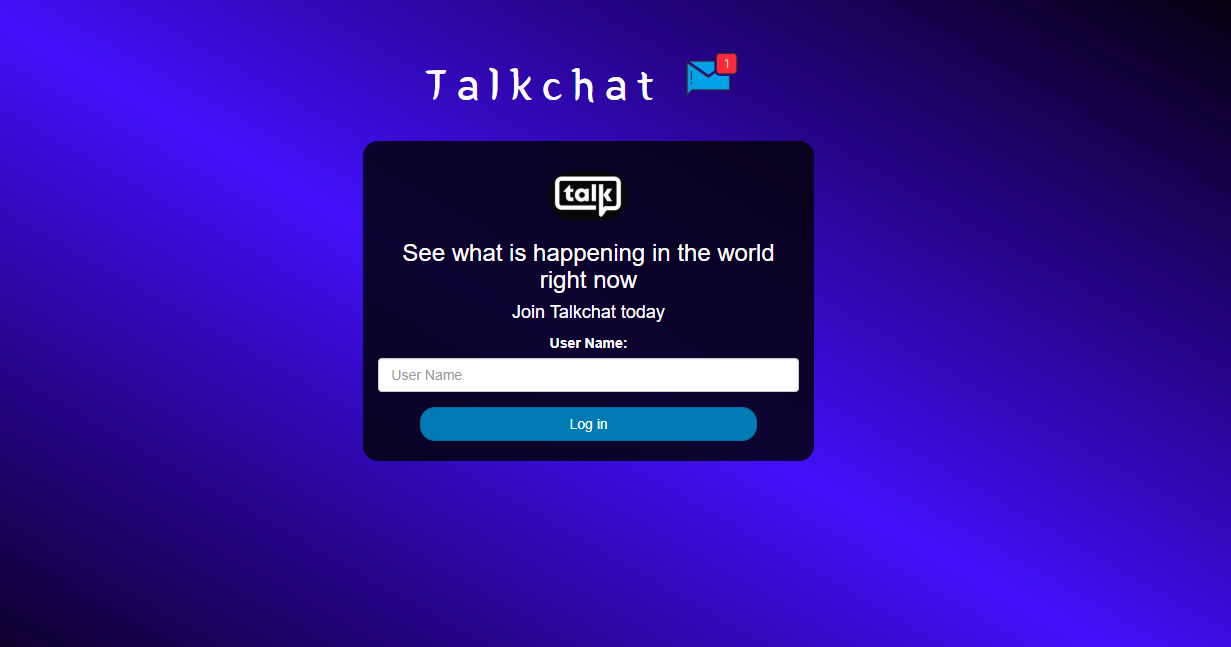 Talkchat
1
talk
See what is happening in the world
right now
Join Talkchat today
User Name:
User Name
Log in